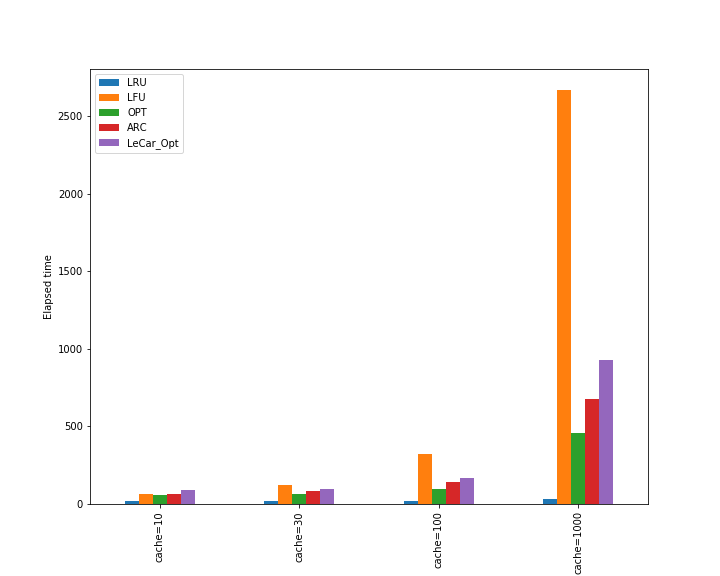 LRU
LFU
OPT
ARC
LeCar_Opt
Elapsed time
2500
2000
1500
1000
500
0
cache=10
cache=30
cache=100
cache=1000